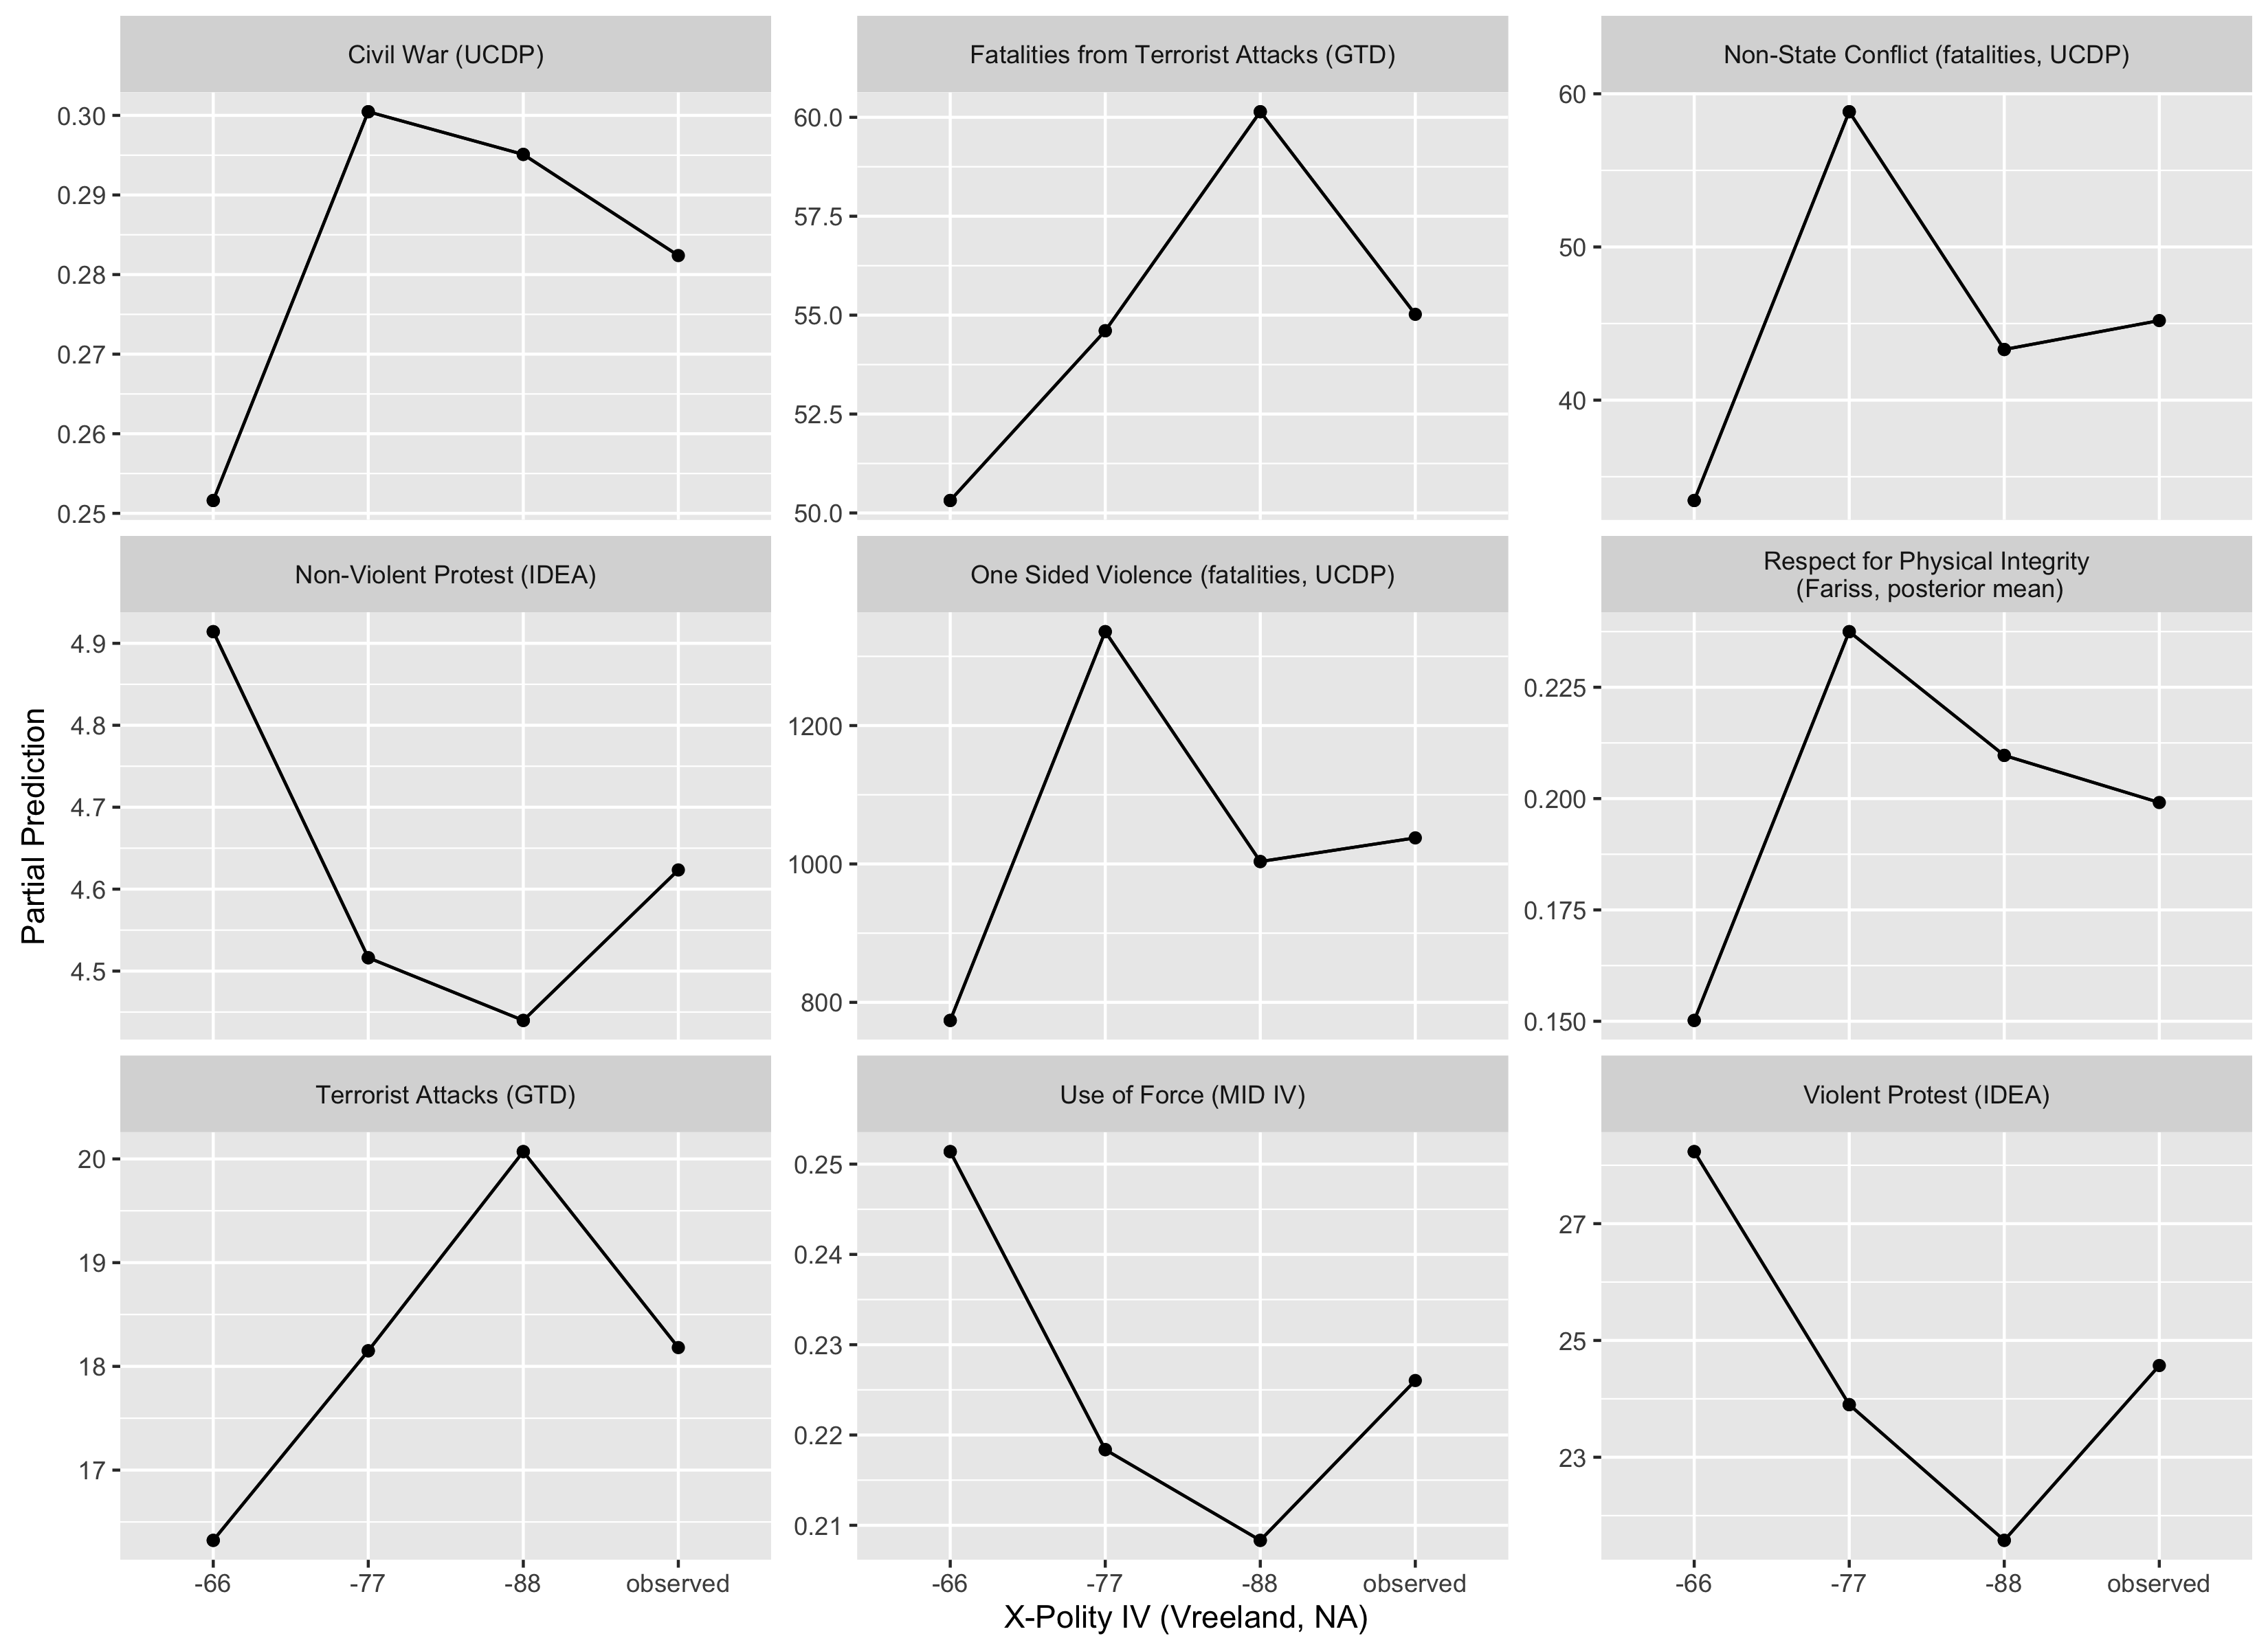 Civil War (UCDP)
0.30
0.29
0.28
0.27
0.26
0.25
Fatalities from Terrorist Attacks (GTD)
60.0
57.5
55.0
52.5
50.0
Non-State Conflict (fatalities, UCDP)
60
50
40
Non-Violent Protest (IDEA)
4.9
4.8
4.7
4.6
4.5
One Sided Violence (fatalities, UCDP)
1200
1000
800
Respect for Physical Integrity
(Fariss, posterior mean)
0.225
0.200
0.175
0.150
Terrorist Attacks (GTD)
20
19
18
17
-66 -77 -88 observed
Use of Force (MID IV)
0.25
0.24
0.23
0.22
0.21
-66 -77 -88 observed
Violent Protest (IDEA)
27
25
23
-66 -77 -88 observed
Partial Prediction
X-Polity IV (Vreeland, NA)